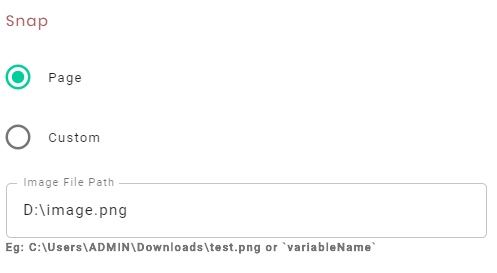 Snap
Page
Custom
Image File Path
D:\image.png
Eg: C:\Users\ADMIN\Downloads\test.png or `variableName`